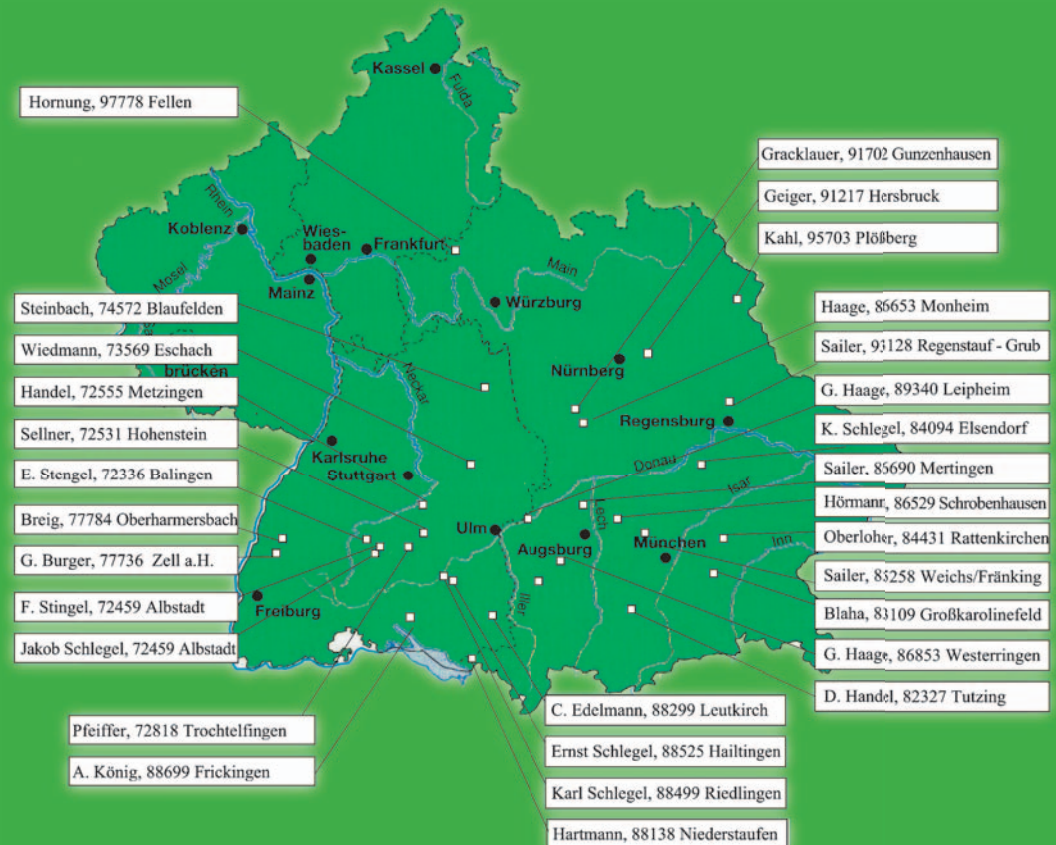 Kassel
Fulda
Hornung, 97778 Fellen
Gracklauer, 91702 Gunzenhausen
Geiger, 91217 Hersbruck
Kahl, 95703 Plößberg
Rhein
Koblenz
Wies-
baden
Frankfurt
Main
Mosel
Mainz
Würzburg
Steinbach, 74572 Blaufelden
Wiedmann, 73569 Eschach
Handel, 72555 Metzingen
Sellner, 72531 Hohenstein
E. Stengel, 72336 Balingen
Breig, 77784 Oberharmersbach
G. Burger, 77736 Zell a.H.
F. Stingel, 72459 Albstadt
Jakob Schlegel, 72459 Albstadt
brücken
Neckar
Nürnberg
Regensburg
Karlsruhe
Stuttgart
Donau
Isar
Lech
Ulm
Augsburg
München
Inn
Iller
Freiburg
Haage, 86653 Monheim
Sailer, 93128 Regenstauf - Grub
G. Haage, 89340 Leipheim
K. Schlegel, 84094 Elsendorf
Sailer, 86690 Mertingen
Hörmann, 86529 Schrobenhausen
Oberloher, 84431 Rattenkirchen
Sailer, 85258 Weichs/Fränking
Blaha, 83109 Großkarolinefeld
G. Haage, 86853 Westerringen
D. Handel, 82327 Tutzing
Pfeiffer, 72818 Trochtelfingen
A. König, 88699 Frickingen
C. Edelmann, 88299 Leutkirch
Ernst Schlegel, 88525 Hailtingen
Karl Schlegel, 88499 Riedlingen
Hartmann, 88138 Niederstaufen